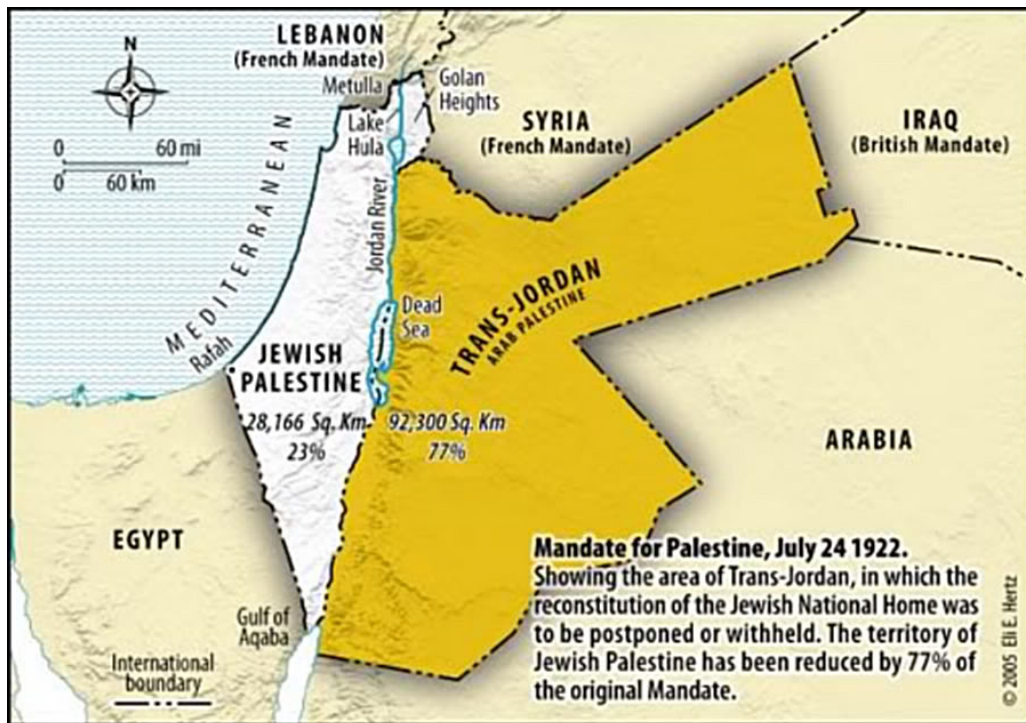 LEBANON
(French Mandate)
N
Metulla
Golan
Heights
SYRIA
(French Mandate)
IRAQ
(British Mandate)
Lake
Hula
0 60 mi
0 60 km
MEDITERRANEAN
Jordan River
TRANS-JORDAN
ARAB PALESTINE
Dead
Sea
Rafah
JEWISH
PALESTINE
28,166 Sq. Km
23%
92,300 Sq. Km
77%
ARABIA
EGYPT
Gulf of
Aqaba
International
boundary
Mandate for Palestine, July 24 1922.
Showing the area of Trans-Jordan, in which the
reconstitution of the Jewish National Home was
to be postponed or withheld. The territory of
Jewish Palestine has been reduced by 77% of
the original Mandate.
© 2005 Eli E. Hertz